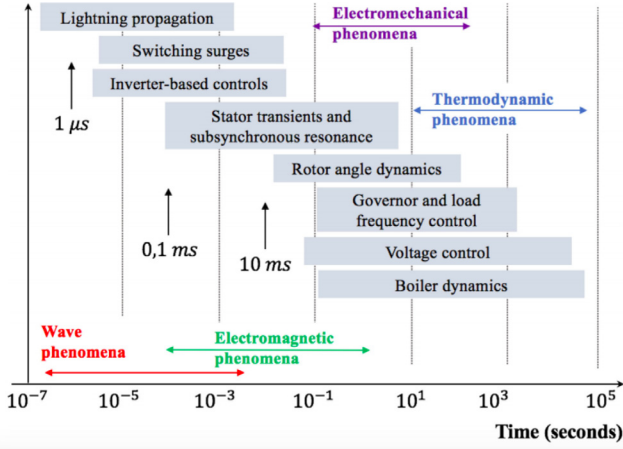 Lightning propagation
Electromechanical
phenomena
Switching surges
Inverter-based controls
Thermodynamic
phenomena
1 μs
Stator transients and
subsynchronous resonance
Rotor angle dynamics
Governor and load
frequency control
0,1 ms
10 ms
Voltage control
Boiler dynamics
Wave
phenomena
Electromagnetic
phenomena
10⁻⁷ 10⁻⁵ 10⁻³ 10⁻¹ 10¹ 10³ 10⁵
Time (seconds)